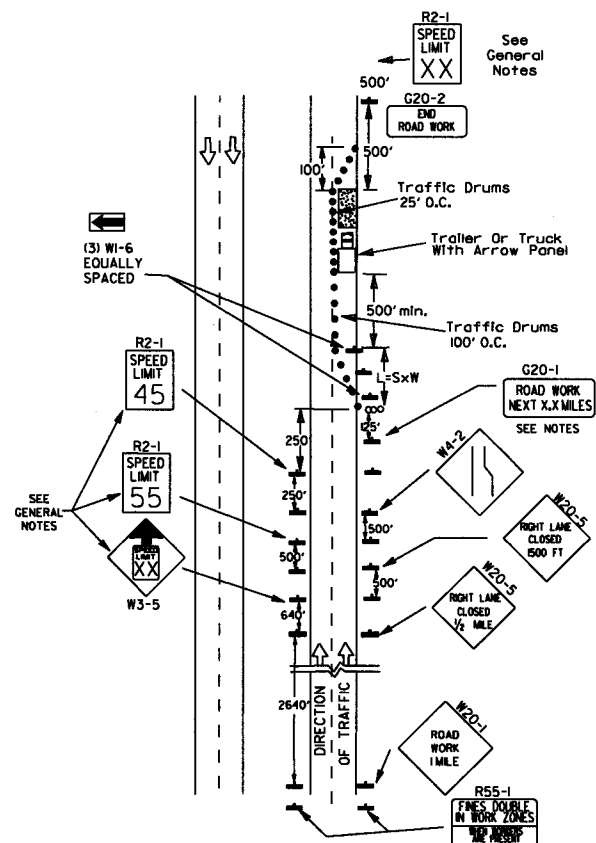 R2-1
SPEED
LIMIT
XX
See
General
Notes
500'
G20-2
END
ROAD WORK
500'
100'
Traffic Drums
25' O.C.
Trailer Or Truck
With Arrow Panel
(3) W1-6
EQUALLY
SPACED
500' min.
Traffic Drums
100' O.C.
R2-1
SPEED
LIMIT
45
L=SxW
G20-1
ROAD WORK
NEXT X.X MILES
SEE NOTES
125'
250'
R2-1
SPEED
LIMIT
55
250'
W4-2
SEE
GENERAL
NOTES
500'
500'
W20-5
RIGHT LANE
CLOSED
1500 FT
SPEED
LIMIT
XX
W3-5
500'
640'
W20-5
RIGHT LANE
CLOSED
1/2 MILE
2640'
DIRECTION
OF TRAFFIC
W20-1
ROAD
WORK
1 MILE
R55-1
FINES DOUBLE
IN WORK ZONES
WHEN WORKERS
ARE PRESENT